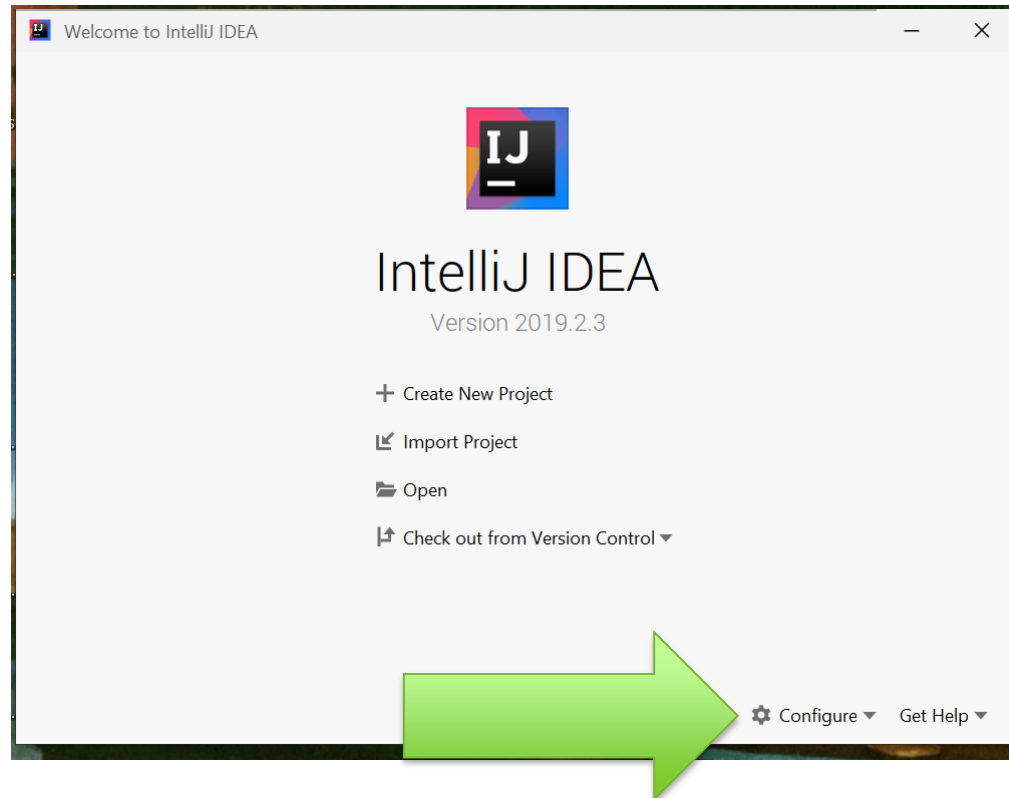 Welcome to IntelliJ IDEA
IJ
IntelliJ IDEA
Version 2019.2.3
Create New Project
Import Project
Open
Check out from Version Control
Configure
Get Help